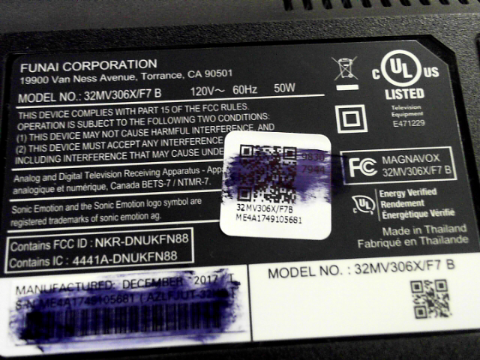 FUNAI CORPORATION
19900 Van Ness Avenue, Torrance, CA 90501
MODEL NO.: 32MV306X/F7 B 120V~ 60Hz 50W
THIS DEVICE COMPLIES WITH PART 15 OF THE FCC RULES.
OPERATION IS SUBJECT TO THE FOLLOWING TWO CONDITIONS:
(1) THIS DEVICE MAY NOT CAUSE HARMFUL INTERFERENCE, AND
(2) THIS DEVICE MUST ACCEPT ANY INTERFERENCE
INCLUDING INTERFERENCE THAT MAY CAUSE
Analog and Digital Television Receiving Apparatus - Appa
analogique et numérique, Canada BETS-7 / NTMR-7.
Sonic Emotion and the Sonic Emotion logo symbol are
registered trademarks of sonic emotion ag.
Contains FCC ID : NKR-DNUKFN88
Contains IC : 4441A-DNUKFN88
MANUFACTURED: DECEMBER 2017
32MV306X/F7B
ME4A1749105681
c UL us
LISTED
Television
Equipment
E471229
FC
MAGNAVOX
32MV306X/F7 B
c UL us
Energy Verified
Rendement
Énergétique Vérifié
Made in Thailand
Fabriqué en Thaïlande
MODEL NO. : 32MV306X/F7 B